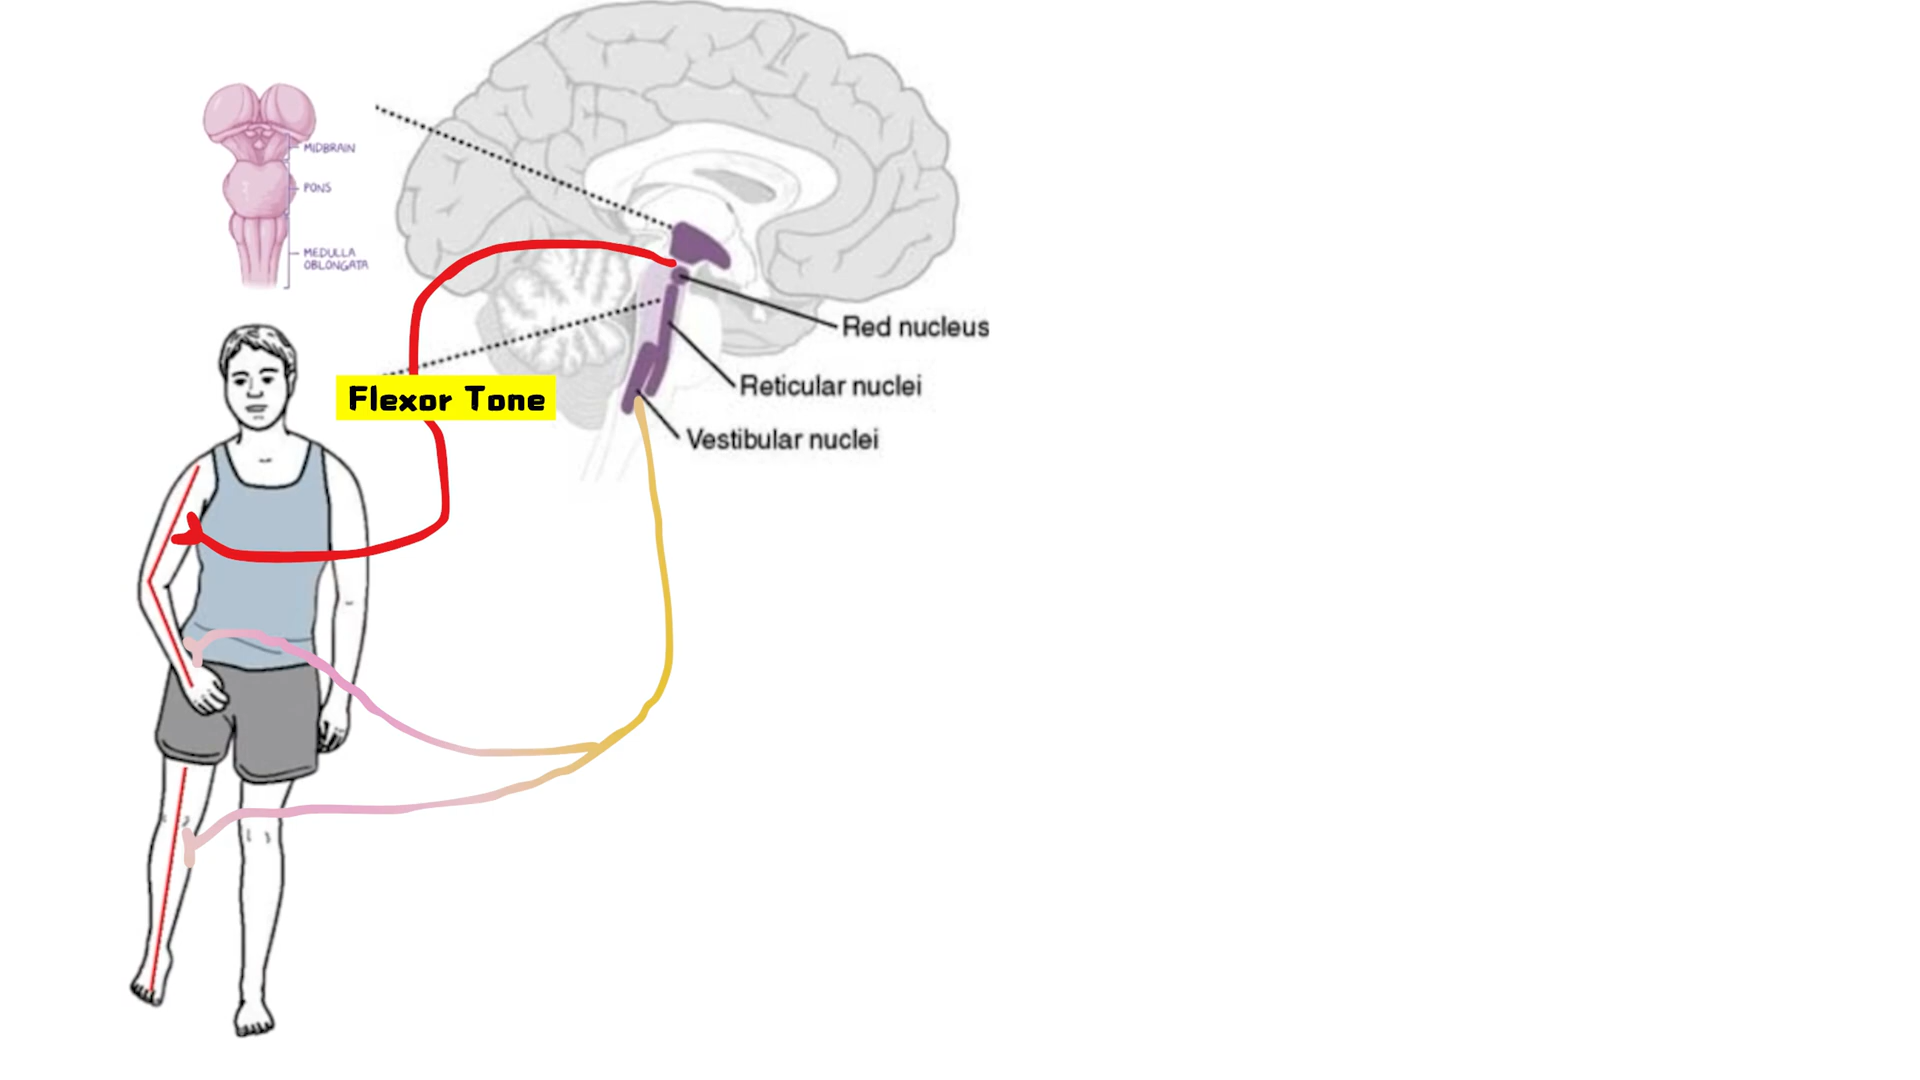 MIDBRAIN
PONS
MEDULLA
OBLONGATA
Red nucleus
Reticular nuclei
Flexor Tone
Vestibular nuclei